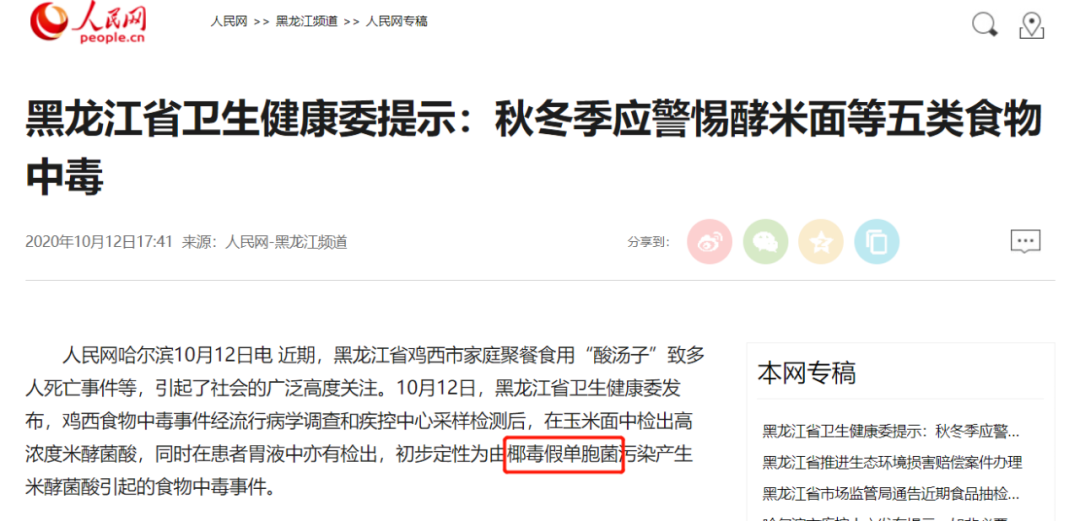 人民网
people.cn
人民网 >> 黑龙江频道 >> 人民网专稿
黑龙江省卫生健康委提示：秋冬季应警惕酵米面等五类食物
中毒
2020年10月12日17:41 来源：人民网-黑龙江频道
分享到：
人民网哈尔滨10月12日电 近期，黑龙江省鸡西市家庭聚餐食用“酸汤子”致多
人死亡事件等，引起了社会的广泛高度关注。10月12日，黑龙江省卫生健康委发
布，鸡西食物中毒事件经流行病学调查和疾控中心采样检测后，在玉米面中检出高
浓度米酵菌酸，同时在患者胃液中亦有检出，初步定性为由椰毒假单胞菌污染产生
米酵菌酸引起的食物中毒事件。
本网专稿
黑龙江省卫生健康委提示：秋冬季应警...
黑龙江省推进生态环境损害赔偿案件办理
黑龙江省市场监管局通告近期食品抽检...